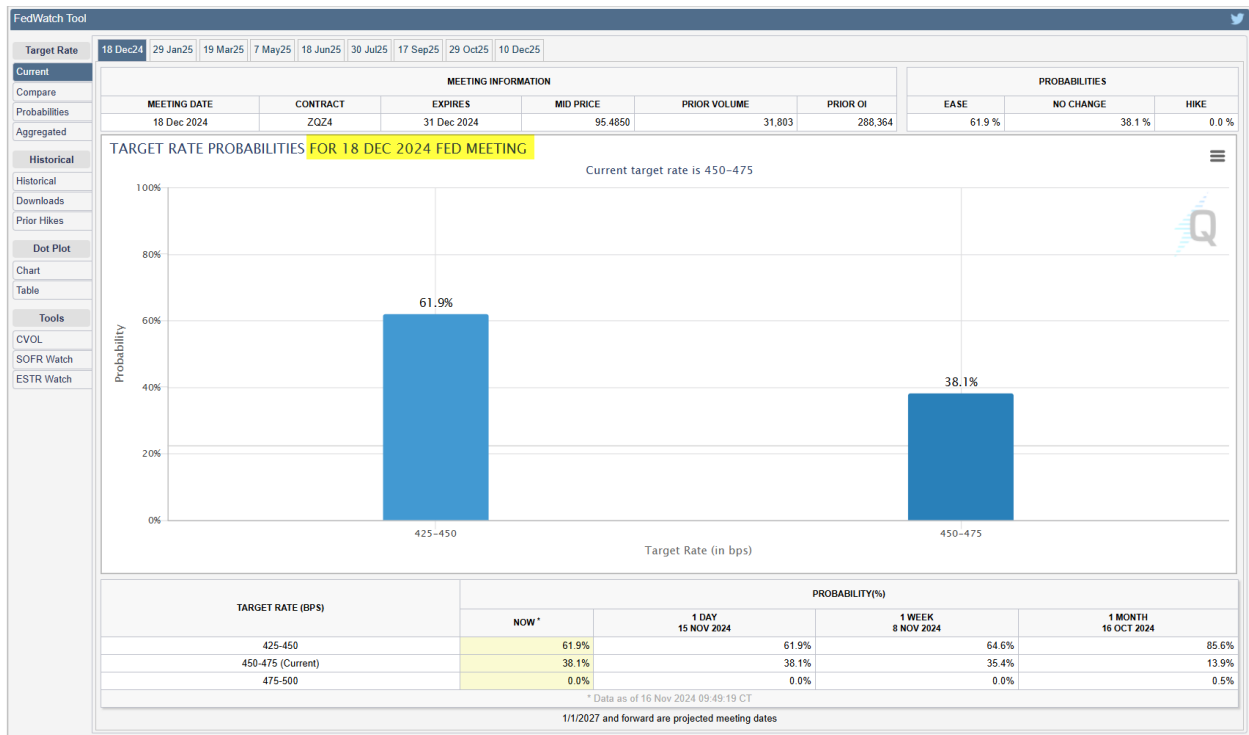 FedWatch Tool
Target Rate
Current
Compare
Probabilities
Aggregated
Historical
Historical
Downloads
Prior Hikes
Dot Plot
Chart
Table
Tools
CVOL
SOFR Watch
ESTR Watch
18 Dec24 29 Jan25 19 Mar25 7 May25 18 Jun25 30 Jul25 17 Sep25 29 Oct25 10 Dec25
MEETING INFORMATION
MEETING DATE CONTRACT EXPIRES MID PRICE PRIOR VOLUME PRIOR OI
18 Dec 2024 ZQZ4 31 Dec 2024 95.4850 31,803 288,364
PROBABILITIES
EASE NO CHANGE HIKE
61.9 % 38.1 % 0.0 %
TARGET RATE PROBABILITIES FOR 18 DEC 2024 FED MEETING
Current target rate is 450-475
Q
Probability
100%
80%
60%
40%
20%
0%
61.9%
38.1%
425-450 450-475
Target Rate (in bps)
TARGET RATE (BPS) PROBABILITY(%)
NOW * 1 DAY 1 WEEK 1 MONTH
15 NOV 2024 8 NOV 2024 16 OCT 2024
425-450 61.9% 61.9% 64.6% 85.6%
450-475 (Current) 38.1% 38.1% 35.4% 13.9%
475-500 0.0% 0.0% 0.0% 0.5%
* Data as of 16 Nov 2024 09:49:19 CT
1/1/2027 and forward are projected meeting dates